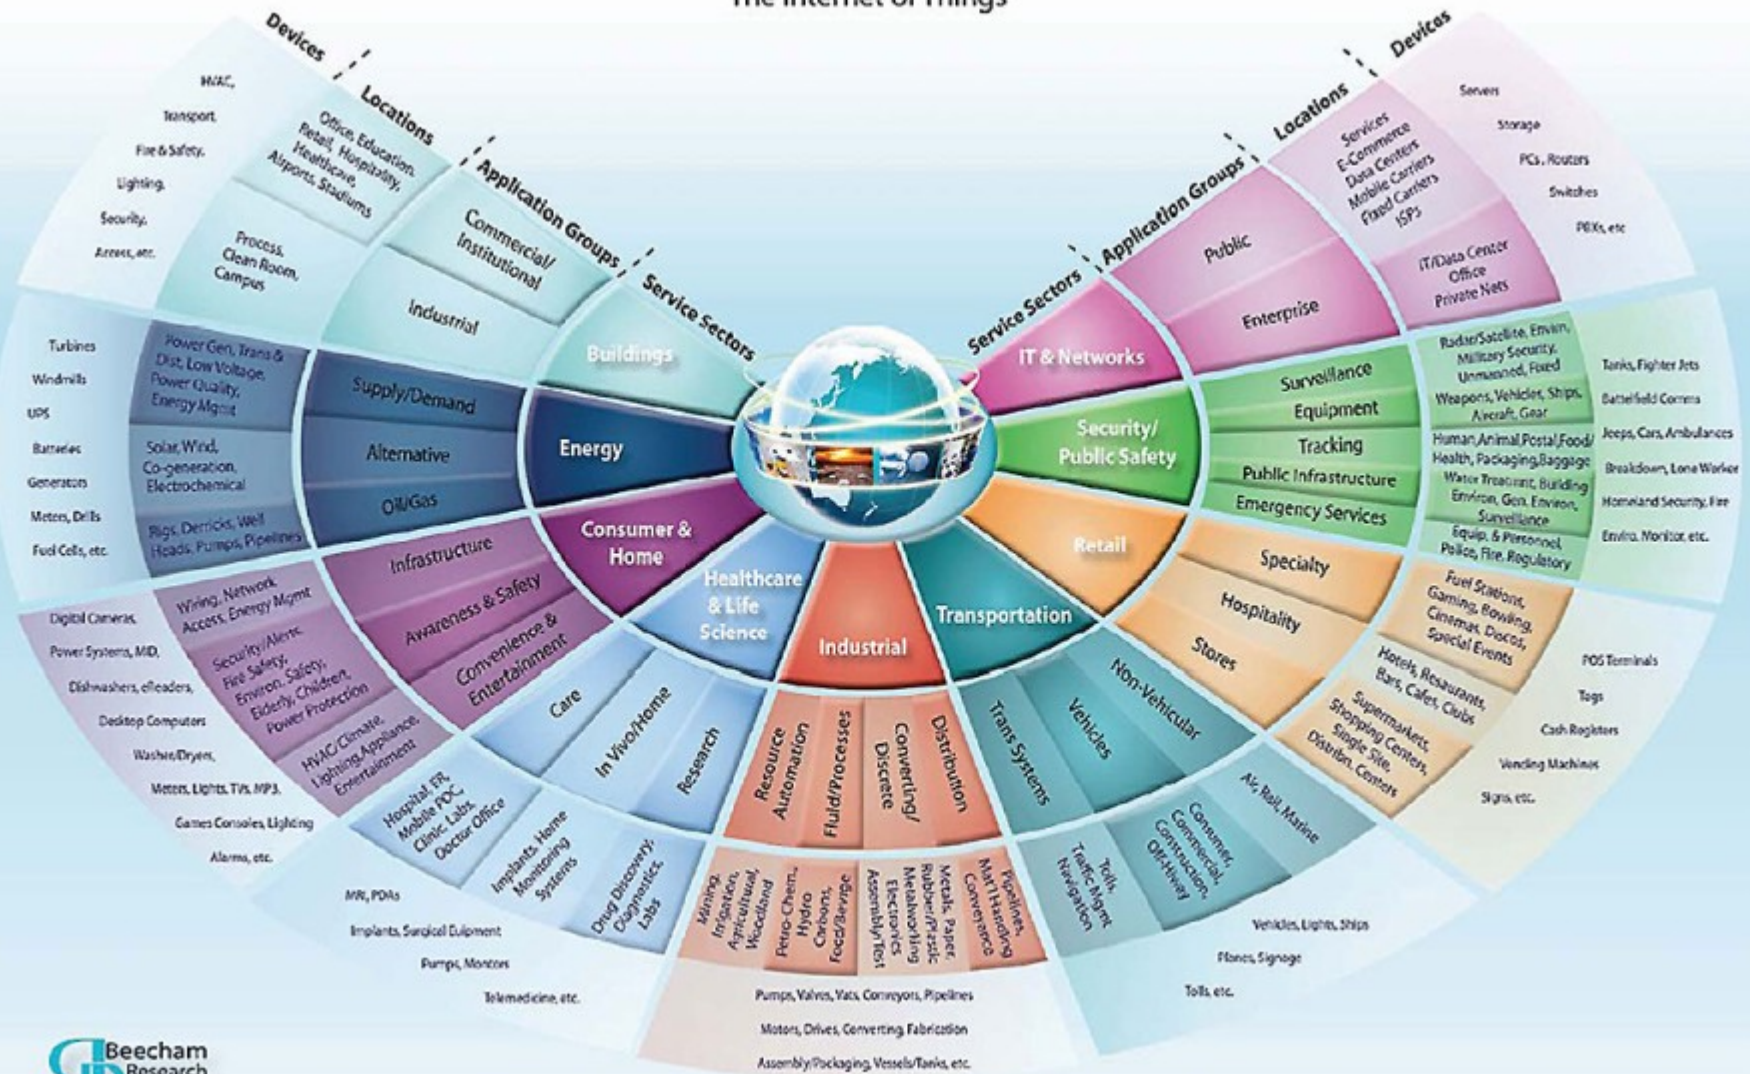 The Internet of Things
Devices
Locations
Application Groups
Service Sectors
Service Sectors
Application Groups
Locations
Devices
HVAC,
Transport,
Fire & Safety,
Lighting,
Security,
Access, etc.
Office, Education,
Retail, Hospitality,
Healthcare,
Airports, Stadiums
Process,
Clean Room,
Campus
Commercial/
Institutional
Industrial
Buildings
Turbines
Windmills
UPS
Batteries
Generators
Meters, Drills
Fuel Cells, etc.
Power Gen, Trans &
Dist, Low Voltage,
Power Quality,
Energy Mgmt
Solar, Wind,
Co-generation,
Electrochemical
Rigs, Derricks, Well
Heads, Pumps, Pipelines
Supply/Demand
Alternative
Oil/Gas
Energy
Digital Cameras,
Power Systems, MID,
Dishwashers, eReaders,
Desktop Computers
Washer/Dryers,
Meters, Lights, TVs, MP3,
Games Consoles, Lighting
Alarms, etc.
Wiring, Network
Access, Energy Mgmt
Security/Alerts,
Fire Safety,
Environ. Safety,
Elderly, Children,
Power Protection
HVAC/Climate,
Lighting, Appliance,
Entertainment
Infrastructure
Awareness & Safety
Convenience &
Entertainment
Consumer &
Home
MRI, PDAs
Implants, Surgical Euipment
Pumps, Monitors
Telemedicine, etc.
Hospital, ER,
Mobile POC,
Clinic, Labs,
Doctor Office
Implants, Home
Monitoring
Systems
Drug Discovery,
Diagnostics,
Labs
Care
In Vivo/Home
Research
Healthcare
& Life
Science
Industrial
Resource
Automation
Fluid/Processes
Converting/
Discrete
Distribution
Mining,
Irrigation,
Agricultural,
Woodland
Petro-Chem.,
Hydro
Carbons,
Food/Bevrge
Metals, Paper,
Rubber/Plastic
Metalworking
Electronics
Assembly/Test
Pipelines,
Mat'l Handling
Conveyance
Pumps, Valves, Vats, Conveyors, Pipelines
Motors, Drives, Converting, Fabrication
Assembly/Packaging, Vessels/Tanks, etc.
Transportation
Trans Systems
Vehicles
Non-Vehicular
Tolls,
Traffic Mgmt
Navigation
Consumer,
Commercial,
Construction,
Off-Hiway
Air, Rail, Marine
Vehicles, Lights, Ships
Planes, Signage
Tolls, etc.
Retail
Specialty
Hospitality
Stores
Fuel Stations,
Gaming, Bowling,
Cinemas, Discos,
Special Events
Hotels, Restaurants,
Bars, Cafes, Clubs
Supermarkets,
Shopping Centers,
Single Site,
Distribn. Centers
POS Terminals
Tags
Cash Registers
Vending Machines
Signs, etc.
Security/
Public Safety
Surveillance
Equipment
Tracking
Public Infrastructure
Emergency Services
Radar/Satellite, Environ,
Military Security,
Unmanned, Fixed
Weapons, Vehicles, Ships,
Aircraft, Gear
Human,Animal,Postal,Food/
Health, Packaging,Baggage
Water Treatmnt, Building
Environ, Gen. Environ,
Surveillance
Equip. & Personnel,
Police, Fire, Regulatory
Tanks, Fighter Jets
Battelfield Comms
Jeeps, Cars, Ambulances
Breakdown, Lone Worker
Homeland Security, Fire
Enviro. Monitor, etc.
IT & Networks
Public
Enterprise
Services
E-Commerce
Data Centers
Mobile Carriers
Fixed Carriers
ISPs
IT/Data Center
Office
Private Nets
Servers
Storage
PCs, Routers
Switches
PBXs, etc
Beecham
Research